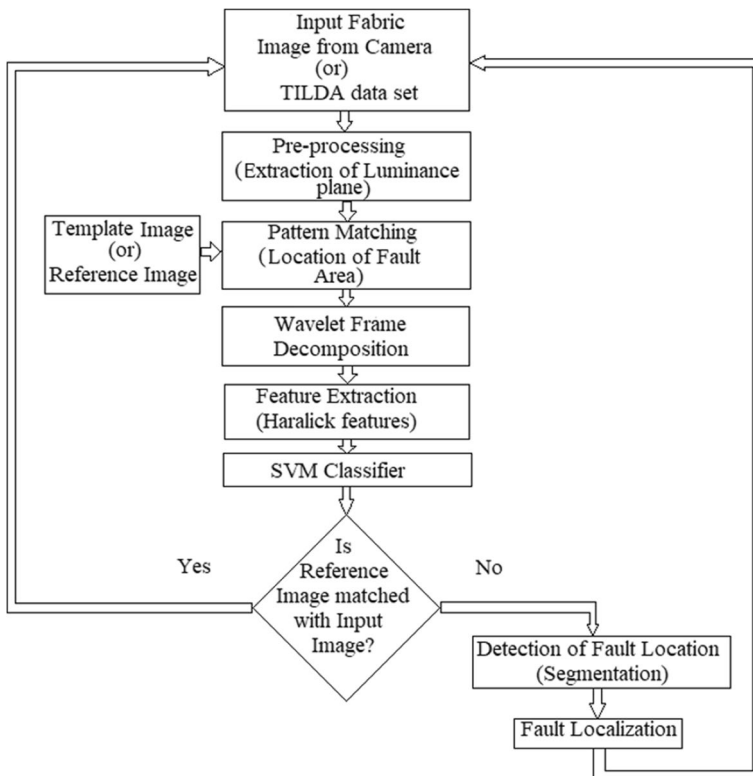 Input Fabric
Image from Camera
(or)
TILDA data set
Pre-processing
(Extraction of Luminance
plane)
Template Image
(or)
Reference Image
Pattern Matching
(Location of Fault
Area)
Wavelet Frame
Decomposition
Feature Extraction
(Haralick features)
SVM Classifier
Is
Reference
Image matched
with Input
Image?
Yes
No
Detection of Fault Location
(Segmentation)
Fault Localization